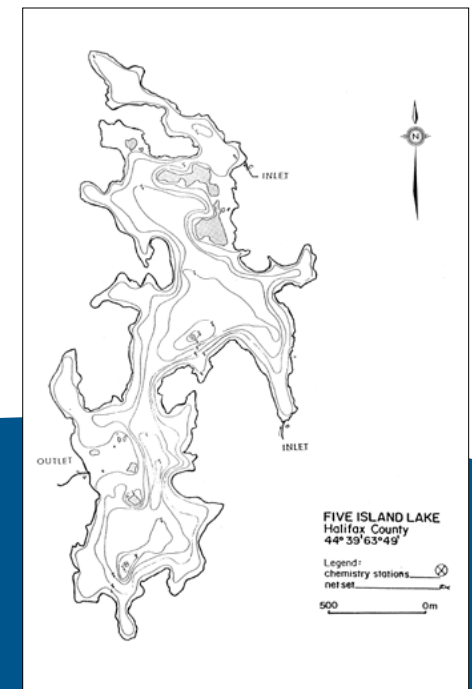 N
INLET
INLET
OUTLET
FIVE ISLAND LAKE
Halifax County
44° 39' 63° 49'
Legend:
chemistry stations
net set
500 0m